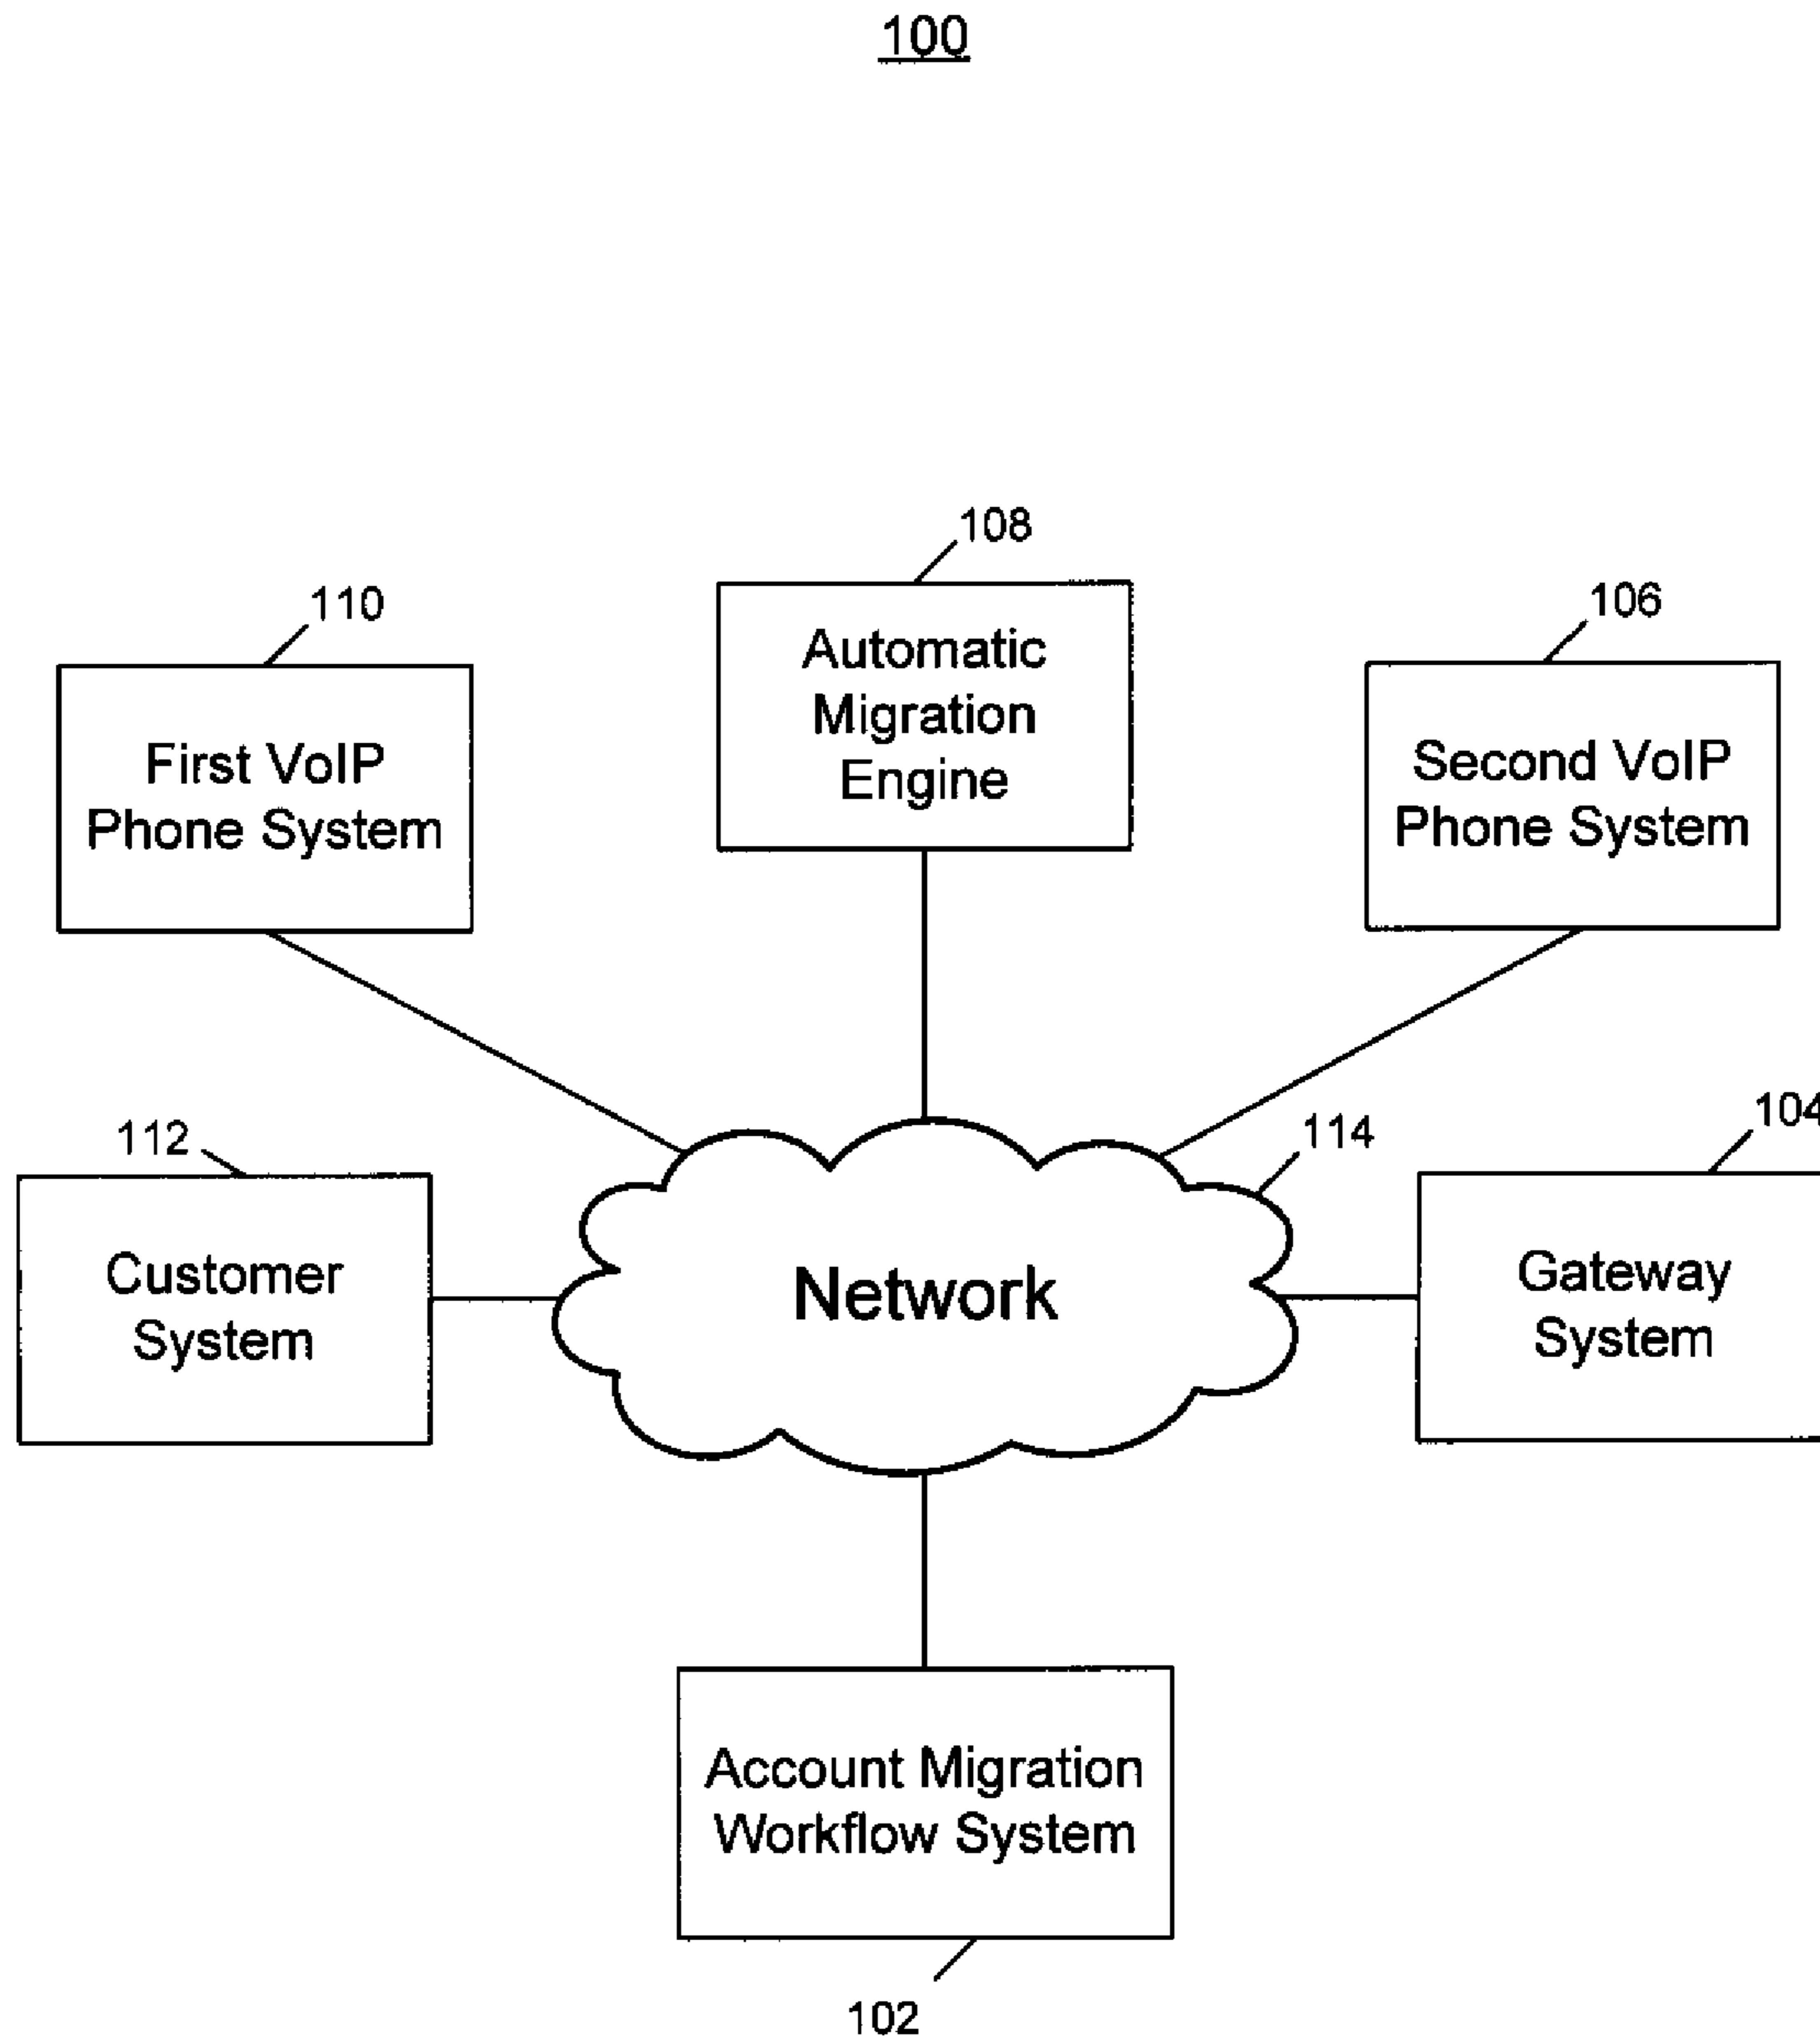 100
108
110
106
Automatic
Migration
Engine
First VoIP
Phone System
Second VoIP
Phone System
112
114
104
Customer
System
Network
Gateway
System
Account Migration
Workflow System
102